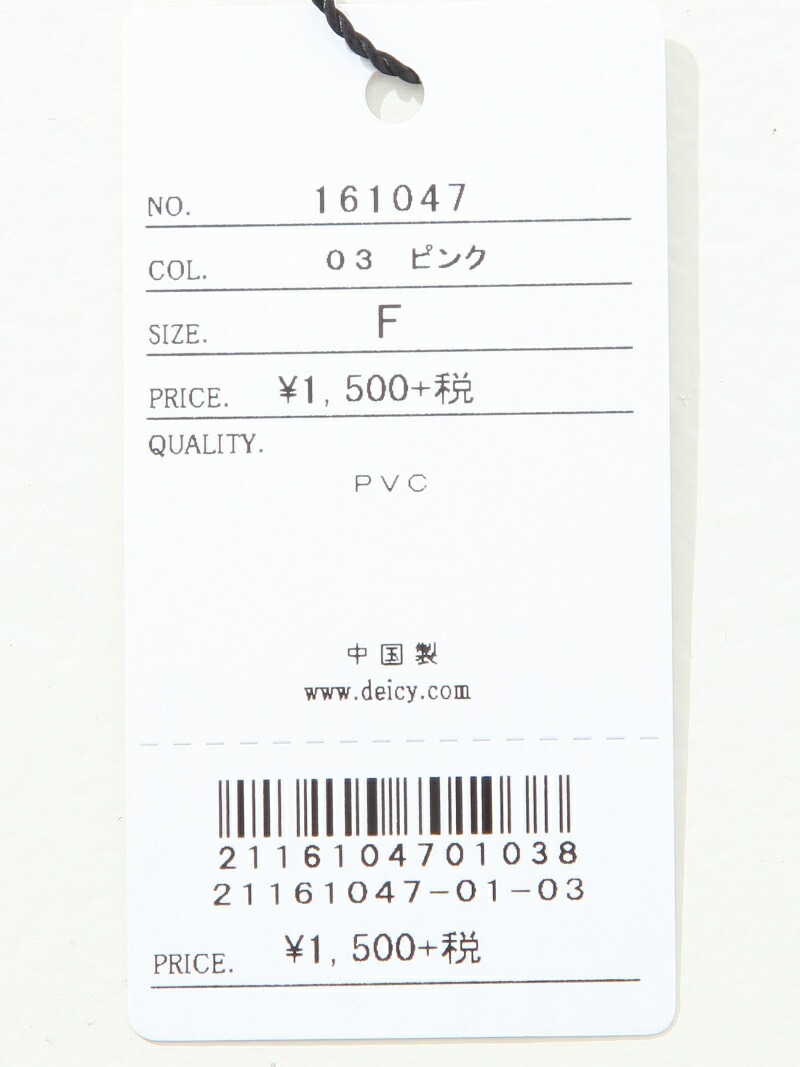 NO. 161047
COL. 03 ピンク
SIZE. F
PRICE. ¥1,500+税
QUALITY.
PVC
中国製
www.deicy.com
2116104701038
21161047-01-03
PRICE. ¥1,500+税